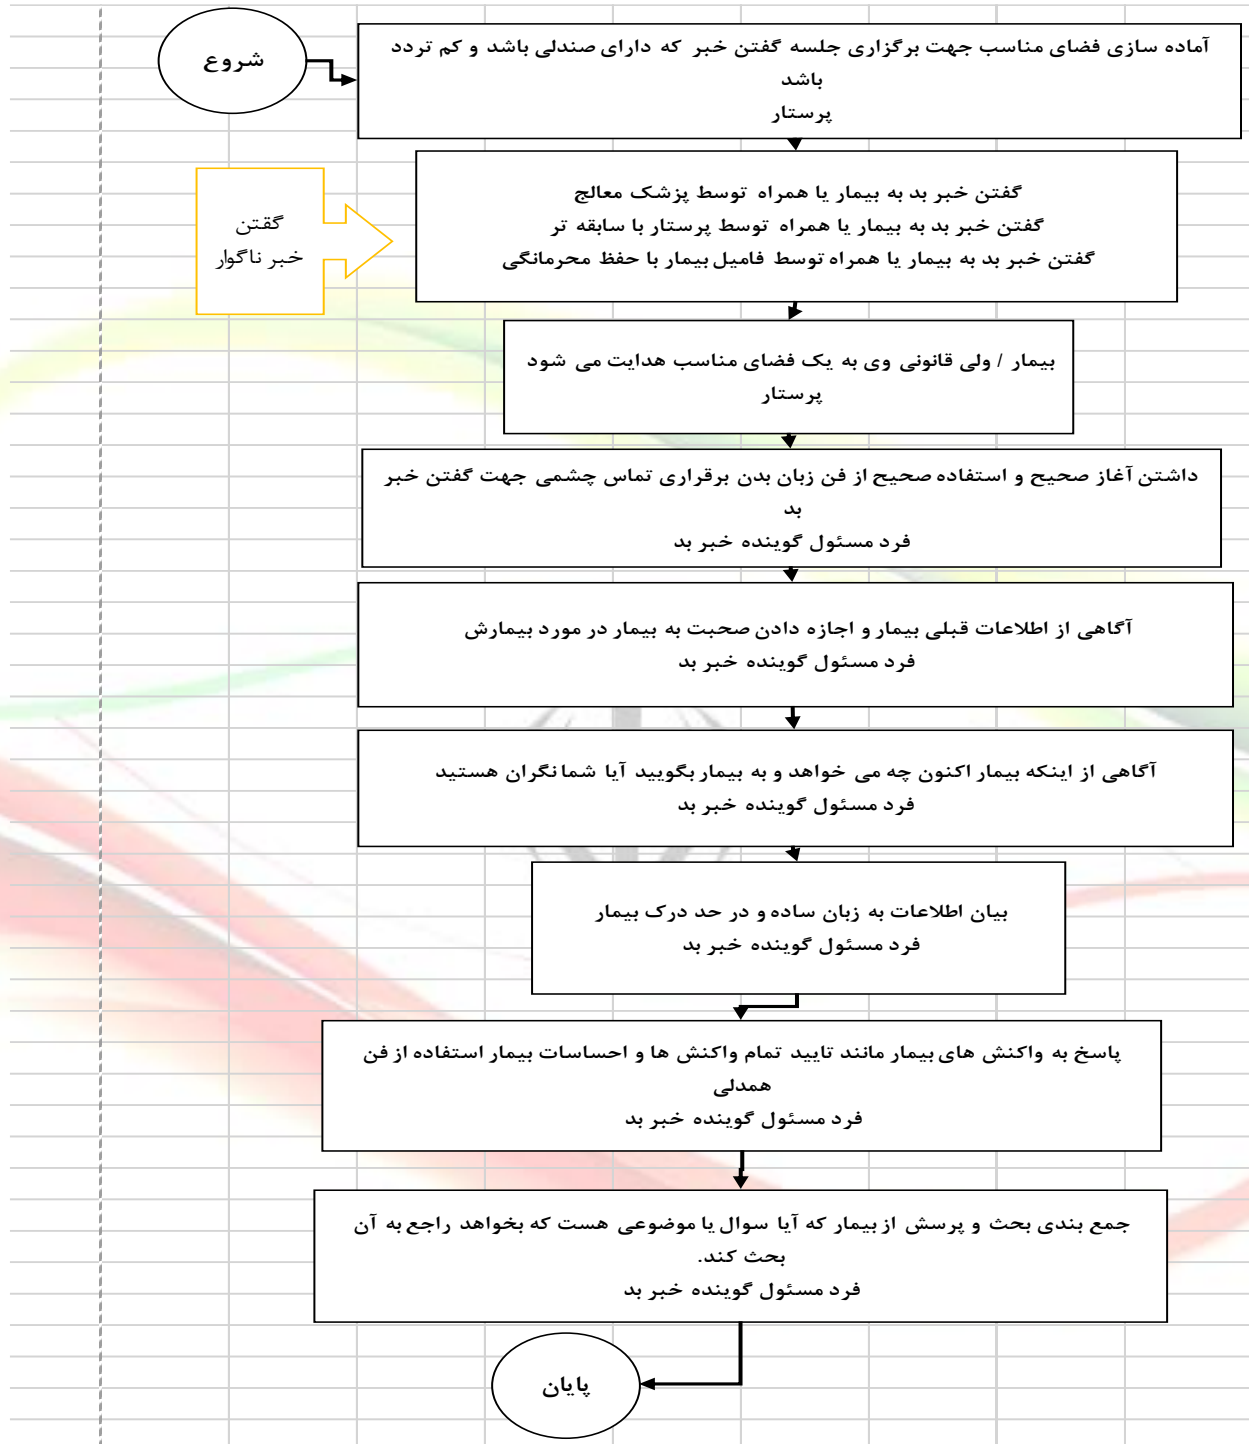 شروع
آماده سازی فضای مناسب جهت برگزاری جلسه گفتن خبر که دارای صندلی باشد و کم تردد
باشد
پرستار
گقتن
خبر ناگوار
گفتن خبر بد به بیمار یا همراه توسط پزشک معالج
گفتن خبر بد به بیمار یا همراه توسط پرستار با سابقه تر
گفتن خبر بد به بیمار یا همراه توسط فامیل بیمار با حفظ محرمانگی
بیمار / ولی قانونی وی به یک فضای مناسب هدایت می شود
پرستار
داشتن آغاز صحیح و استفاده صحیح از فن زبان بدن برقراری تماس چشمی جهت گفتن خبر
بد
فرد مسئول گوینده خبر بد
آگاهی از اطلاعات قبلی بیمار و اجازه دادن صحبت به بیمار در مورد بیمارش
فرد مسئول گوینده خبر بد
آگاهی از اینکه بیمار اکنون چه می خواهد و به بیمار بگویید آیا شما نگران هستید
فرد مسئول گوینده خبر بد
بیان اطلاعات به زبان ساده و در حد درک بیمار
فرد مسئول گوینده خبر بد
پاسخ به واکنش های بیمار مانند تایید تمام واکنش ها و احساسات بیمار استفاده از فن
همدلی
فرد مسئول گوینده خبر بد
جمع بندی بحث و پرسش از بیمار که آیا سوال یا موضوعی هست که بخواهد راجع به آن
بحث کند.
فرد مسئول گوینده خبر بد
پایان